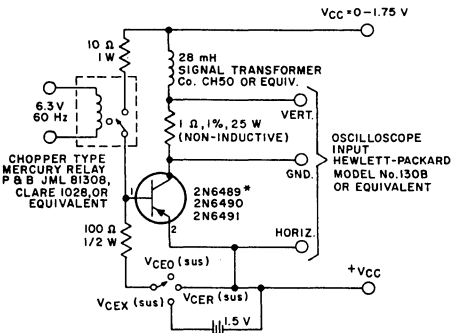 VCC=0–1.75 V
10 Ω
1 W
28 mH
SIGNAL TRANSFORMER
Co. CH50 OR EQUIV.
6.3 V
60 Hz
VERT.
1 Ω, 1%, 25 W
(NON-INDUCTIVE)
OSCILLOSCOPE
INPUT
HEWLETT-PACKARD
MODEL No.130B
OR EQUIVALENT
GND.
CHOPPER TYPE
MERCURY RELAY
P & B JML 81308,
CLARE 1028, OR
EQUIVALENT
1
2N6489*
2N6490
2N6491
2
HORIZ.
100 Ω
1/2 W
VCEO (sus)
+VCC
VCEX (sus)
VCER (sus)
1.5 V